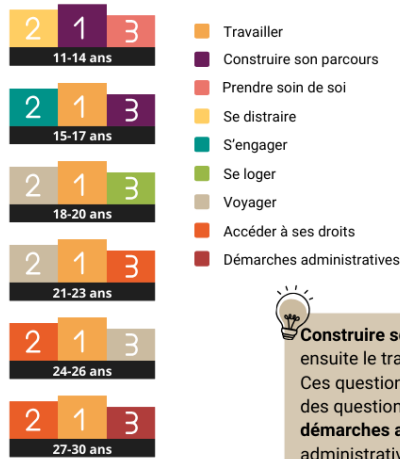 2 1 3
11-14 ans
2 1 3
15-17 ans
2 1 3
18-20 ans
2 1 3
21-23 ans
2 1 3
24-26 ans
2 1 3
27-30 ans
Travailler
Construire son parcours
Prendre soin de soi
Se distraire
S'engager
Se loger
Voyager
Accéder à ses droits
Démarches administratives
Construire s
ensuite le tra
Ces question
des question
démarches a
administrativ